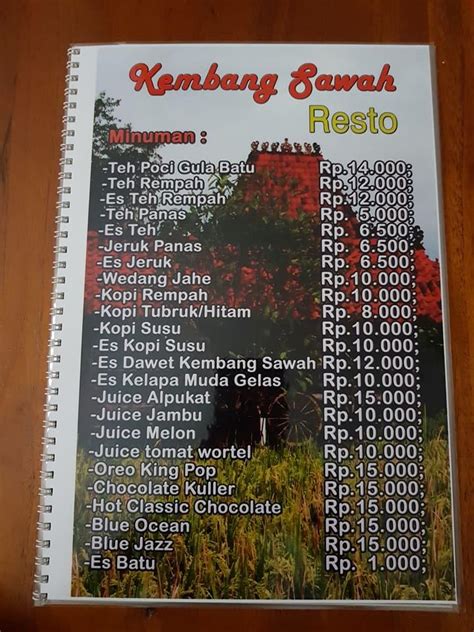 Kembang Sawah
Resto
Minuman :
-Teh Poci Gula Batu Rp.14.000;
-Teh Rempah Rp.12.000;
-Es Teh Rempah Rp.12.000;
-Teh Panas Rp. 5.000;
-Es Teh Rp. 6.500;
-Jeruk Panas Rp. 6.500;
-Es Jeruk Rp. 6.500;
-Wedang Jahe Rp.10.000;
-Kopi Rempah Rp.10.000;
-Kopi Tubruk/Hitam Rp. 8.000;
-Kopi Susu Rp.10.000;
-Es Kopi Susu Rp.10.000;
-Es Dawet Kembang Sawah Rp.12.000;
-Es Kelapa Muda Gelas Rp.10.000;
-Juice Alpukat Rp.15.000;
-Juice Jambu Rp.10.000;
-Juice Melon Rp.10.000;
-Juice tomat wortel Rp.10.000;
-Oreo King Pop Rp.15.000;
-Chocolate Kuller Rp.15.000;
-Hot Classic Chocolate Rp.15.000;
-Blue Ocean Rp.15.000;
-Blue Jazz Rp.15.000;
-Es Batu Rp. 1.000;